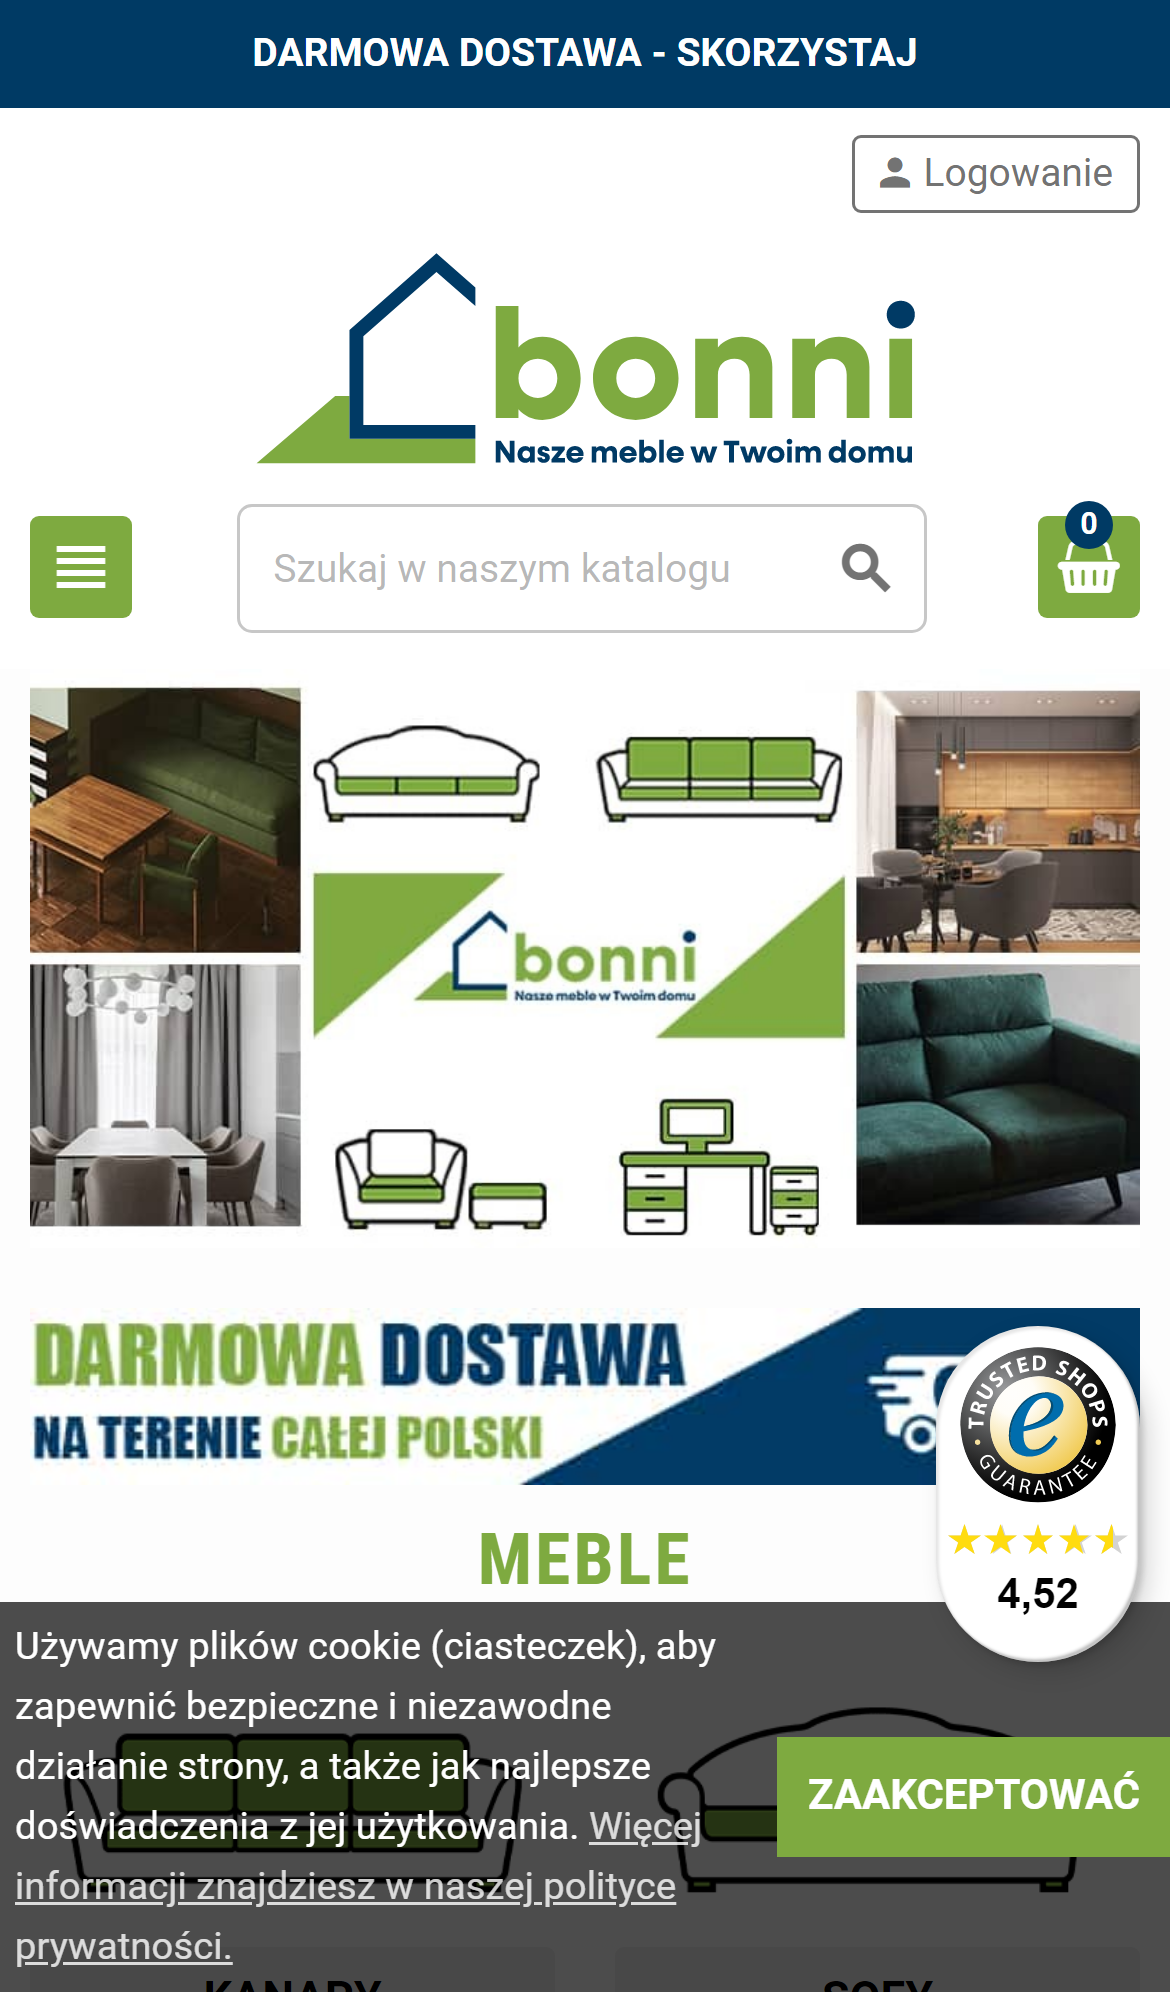 DARMOWA DOSTAWA - SKORZYSTAJ
Logowanie
bonni
Nasze meble w Twoim domu
0
Szukaj w naszym katalogu
bonni
Nasze meble w Twoim domu
DARMOWA DOSTAWA
NA TERENIE CAŁEJ POLSKI
TRUSTED SHOPS
e
GUARANTEE
4,52
MEBLE
Używamy plików cookie (ciasteczek), aby
zapewnić bezpieczne i niezawodne
działanie strony, a także jak najlepsze
doświadczenia z jej użytkowania. Więcej
informacji znajdziesz w naszej polityce
prywatności.
ZAAKCEPTOWAĆ
KANAPY
SOFY